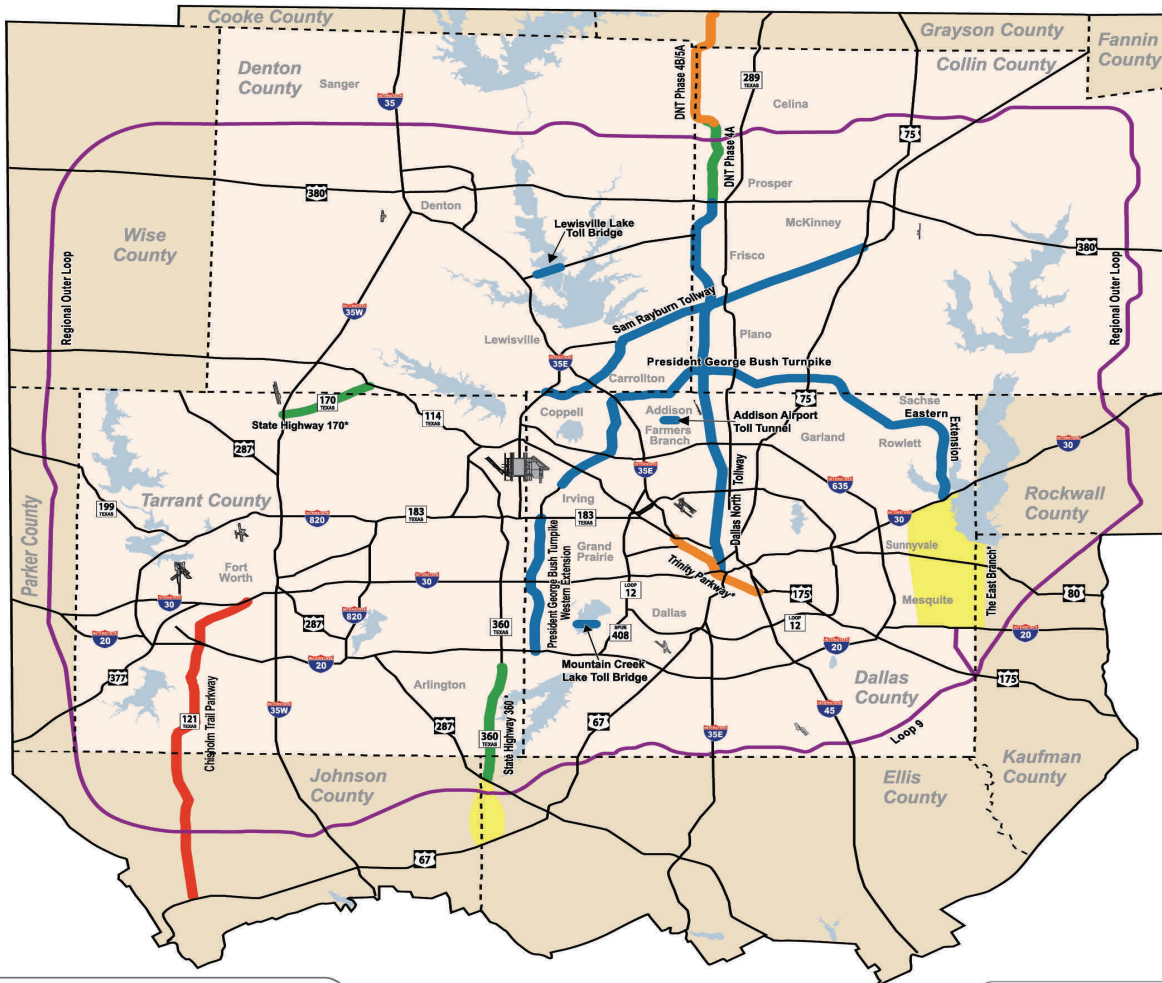 Cooke County
Grayson County
Fannin
County
Collin County
Denton
County
Sanger
INTERSTATE
35
DNT Phase 4B/5A
289
TEXAS
Celina
75
DNT Phase 4A
Prosper
380
Denton
Lewisville Lake
Toll Bridge
McKinney
Wise
County
Frisco
380
Regional Outer Loop
Regional Outer Loop
35W
Sam Rayburn Tollway
Lewisville
Plano
35E
President George Bush Turnpike
Carrollton
75
170
TEXAS
114
State Highway 170*
Coppell
Addison
Farmers
Branch
Addison Airport
Toll Tunnel
Sachse
Eastern
Extension
Garland
Rowlett
30
287
35E
Dallas North Tollway
635
Tarrant County
199
TEXAS
Irving
Rockwall
County
820
183
TEXAS
183
TEXAS
30
Parker County
Grand
Prairie
Sunnyvale
Fort
Worth
Trinity Parkway*
The East Branch*
30
30
LOOP
12
President George Bush Turnpike
Western Extension
175
Mesquite
80
20
287
820
360
TEXAS
Dallas
SPUR
408
LOOP
12
20
20
20
377
Mountain Creek
Lake Toll Bridge
175
Arlington
Dallas
County
121
TEXAS
Chisholm Trail Parkway
35W
287
360
TEXAS
State Highway 360*
67
35E
45
Loop 9
Johnson
County
Ellis
County
Kaufman
County
67